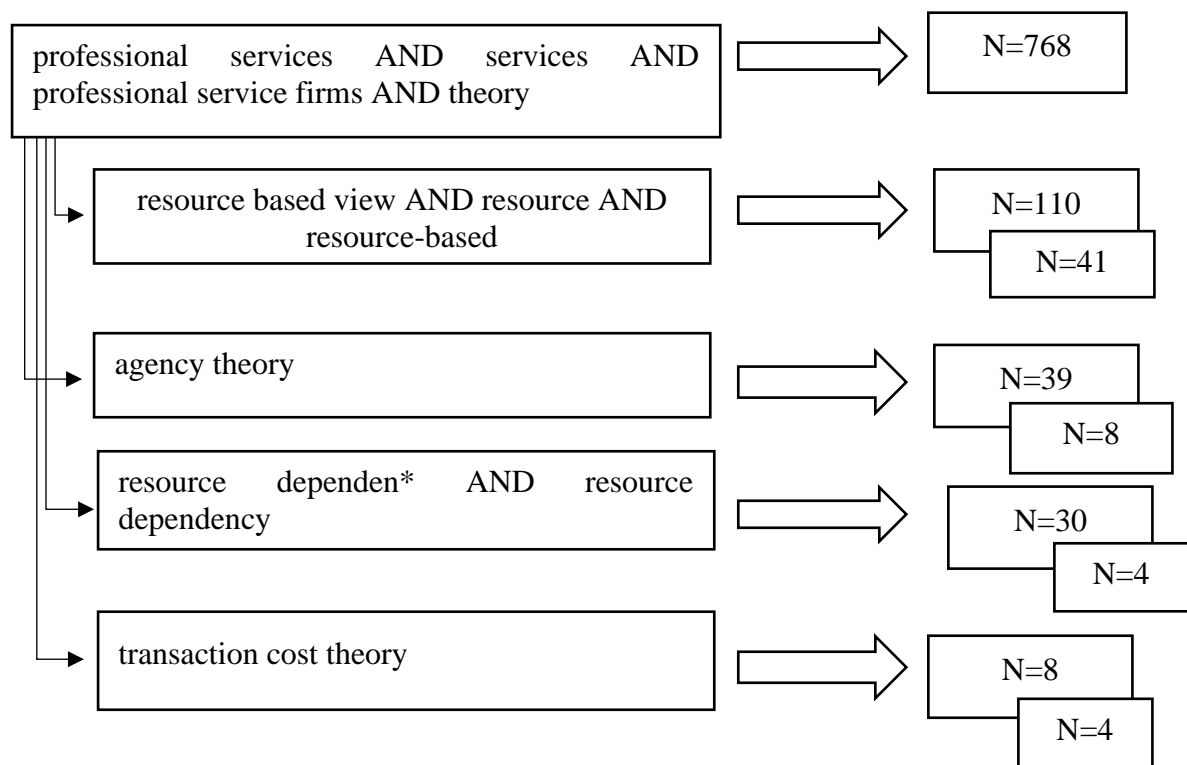 professional services AND services AND
professional service firms AND theory
N=768
resource based view AND resource AND
resource-based
N=110
N=41
agency theory
N=39
N=8
resource dependen* AND resource
dependency
N=30
N=4
transaction cost theory
N=8
N=4